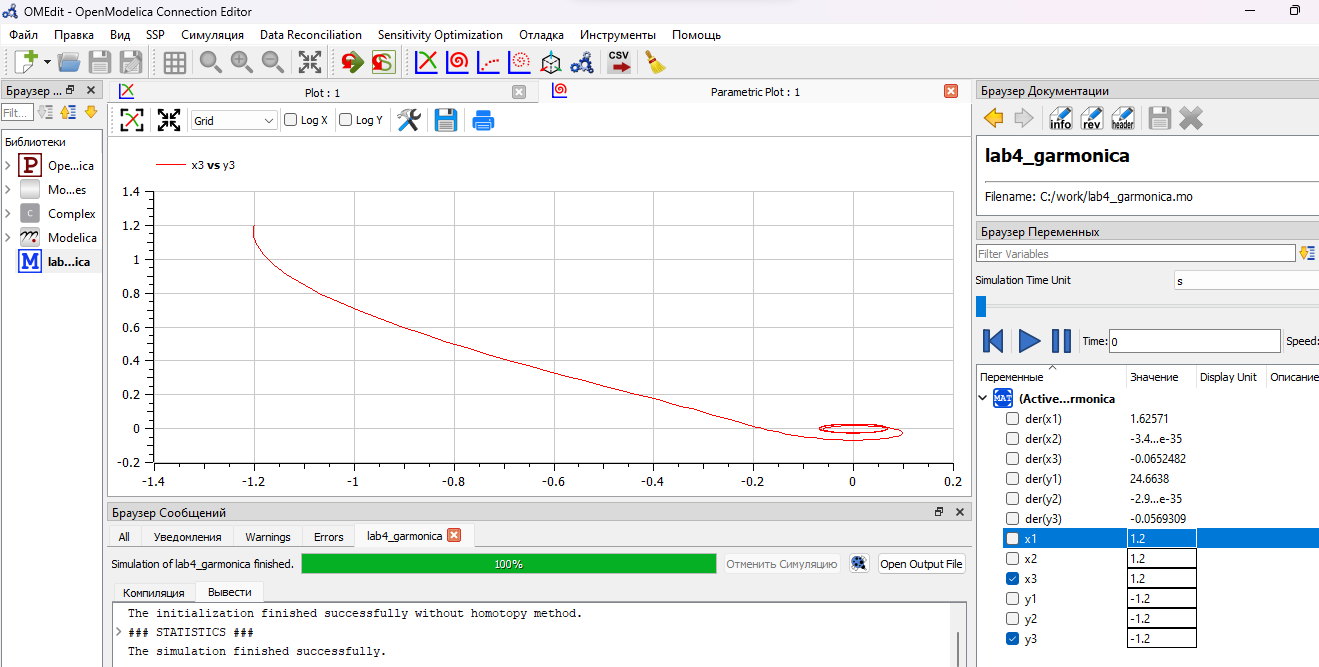 OMEdit - OpenModelica Connection Editor
Файл Правка Вид SSP Симуляция Data Reconciliation Sensitivity Optimization Отладка Инструменты Помощь
CSV
Браузер ...
Plot : 1
Parametric Plot : 1
Браузер Документации
Filt...
Grid
Log X
Log Y
info
rev
header
Библиотеки
P Ope...ica
Mo...es
C Complex
Modelica
M lab...ica
x3 vs y3
1.4
1.2
1
0.8
0.6
0.4
0.2
0
-0.2
-1.4 -1.2 -1 -0.8 -0.6 -0.4 -0.2 0 0.2
lab4_garmonica
Filename: C:/work/lab4_garmonica.mo
Браузер Переменных
Filter Variables
Simulation Time Unit s
Time: 0 Speed:
Переменные Значение Display Unit Описание
MAT (Active...rmonica
der(x1) 1.62571
der(x2) -3.4...e-35
der(x3) -0.0652482
der(y1) 24.6638
der(y2) -2.9...e-35
der(y3) -0.0569309
x1 1.2
x2 1.2
x3 1.2
y1 -1.2
y2 -1.2
y3 -1.2
Браузер Сообщений
All Уведомления Warnings Errors lab4_garmonica
Simulation of lab4_garmonica finished. 100% Отменить Симуляцию Open Output File
Компиляция Вывести
The initialization finished successfully without homotopy method.
### STATISTICS ###
The simulation finished successfully.